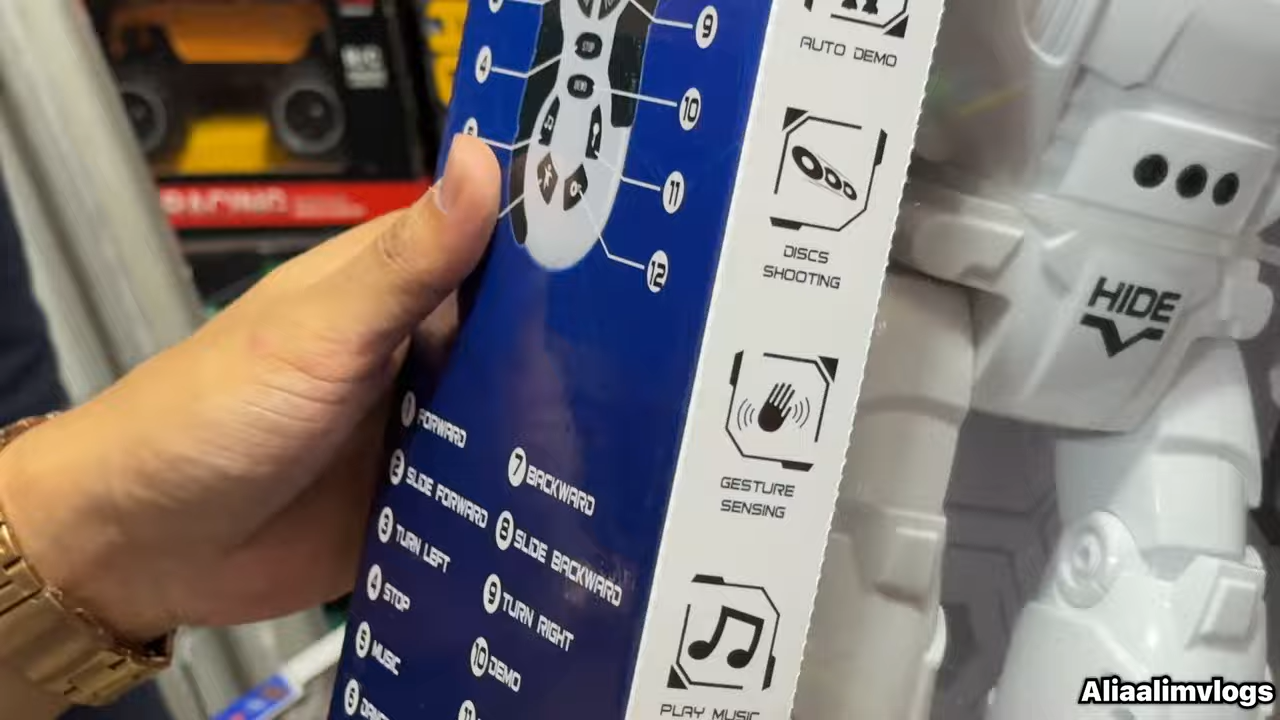 9
4
STOP
DEMO
10
11
12
1 FORWARD
2 SLIDE FORWARD
3 TURN LEFT
4 STOP
5 MUSIC
6
7 BACKWARD
8 SLIDE BACKWARD
9 TURN RIGHT
10 DEMO
11
AUTO DEMO
DISCS
SHOOTING
GESTURE
SENSING
PLAY MUSIC
HIDE
Aliaalimvlogs